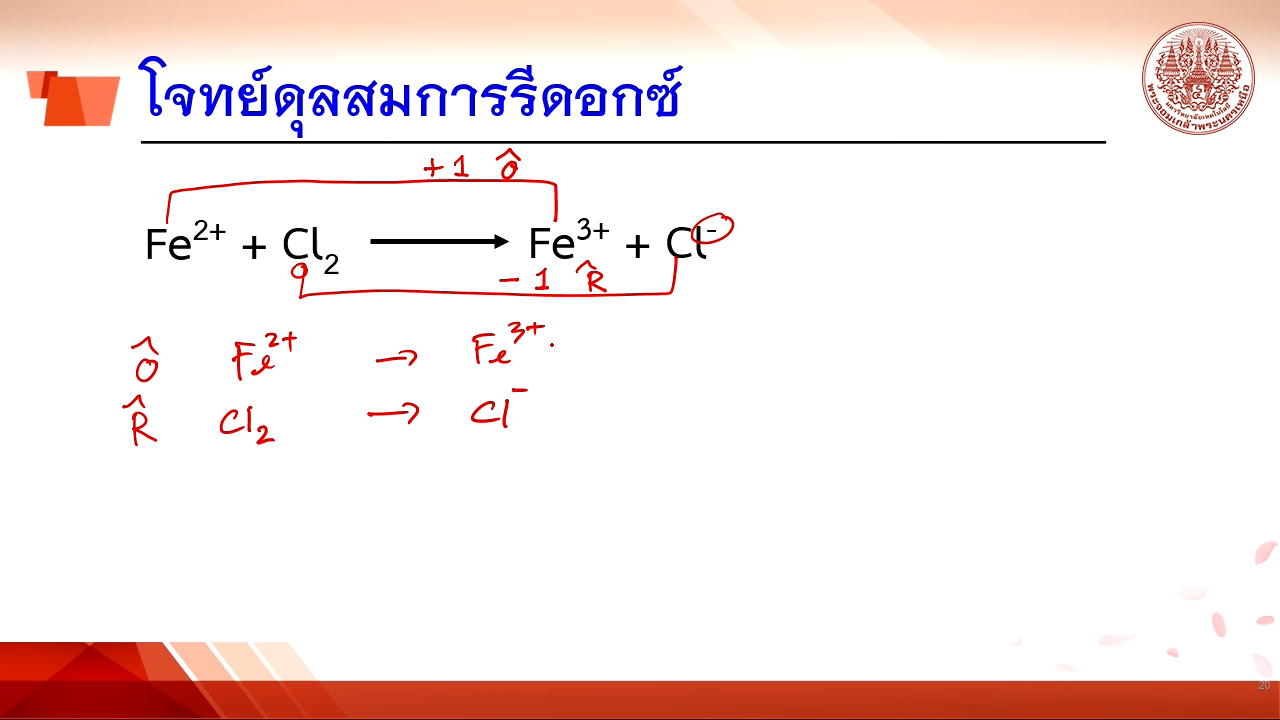 โจทย์ดุลสมการรีดอกซ์
+1 Ô
Fe²⁺ + Cl₂ ⟶ Fe³⁺ + Cl⁻
0 - 1 R̂
Ô Fe²⁺ → Fe³⁺.
R̂ Cl₂ → Cl⁻
20